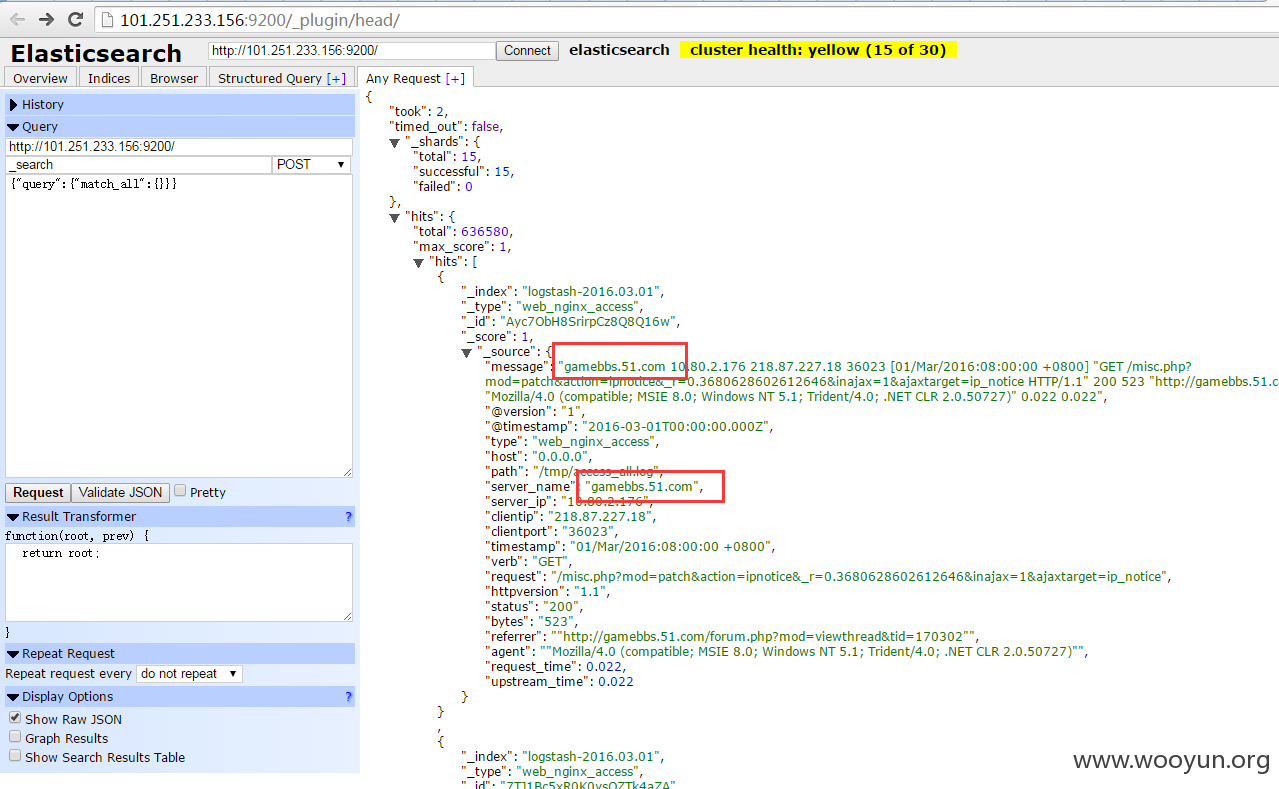 101.251.233.156:9200/_plugin/head/
Elasticsearch http://101.251.233.156:9200/ Connect elasticsearch cluster health: yellow (15 of 30)
Overview Indices Browser Structured Query [+] Any Request [+]
History
Query
http://101.251.233.156:9200/
_search POST
{"query":{"match_all":{}}}
Request Validate JSON Pretty
Result Transformer ?
function(root, prev) {
return root;
}
Repeat Request
Repeat request every do not repeat
Display Options ?
Show Raw JSON
Graph Results
Show Search Results Table
{
"took": 2,
"timed_out": false,
"_shards": {
"total": 15,
"successful": 15,
"failed": 0
},
"hits": {
"total": 636580,
"max_score": 1,
"hits": [
{
"_index": "logstash-2016.03.01",
"_type": "web_nginx_access",
"_id": "Ayc7ObH8SrirpCz8Q8Q16w",
"_score": 1,
"_source": {
"message": "gamebbs.51.com 10.80.2.176 218.87.227.18 36023 [01/Mar/2016:08:00:00 +0800] "GET /misc.php?
mod=patch&action=ipnotice&_r=0.3680628602612646&inajax=1&ajaxtarget=ip_notice HTTP/1.1" 200 523 "http://gamebbs.51.c
"Mozilla/4.0 (compatible; MSIE 8.0; Windows NT 5.1; Trident/4.0; .NET CLR 2.0.50727)" 0.022 0.022",
"@version": "1",
"@timestamp": "2016-03-01T00:00:00.000Z",
"type": "web_nginx_access",
"host": "0.0.0.0",
"path": "/tmp/access_all.log",
"server_name": "gamebbs.51.com",
"server_ip": "10.80.2.176",
"clientip": "218.87.227.18",
"clientport": "36023",
"timestamp": "01/Mar/2016:08:00:00 +0800",
"verb": "GET",
"request": "/misc.php?mod=patch&action=ipnotice&_r=0.3680628602612646&inajax=1&ajaxtarget=ip_notice",
"httpversion": "1.1",
"status": "200",
"bytes": "523",
"referrer": ""http://gamebbs.51.com/forum.php?mod=viewthread&tid=170302"",
"agent": ""Mozilla/4.0 (compatible; MSIE 8.0; Windows NT 5.1; Trident/4.0; .NET CLR 2.0.50727)"",
"request_time": 0.022,
"upstream_time": 0.022
}
}
,
{
"_index": "logstash-2016.03.01",
"_type": "web_nginx_access",
www.wooyun.org